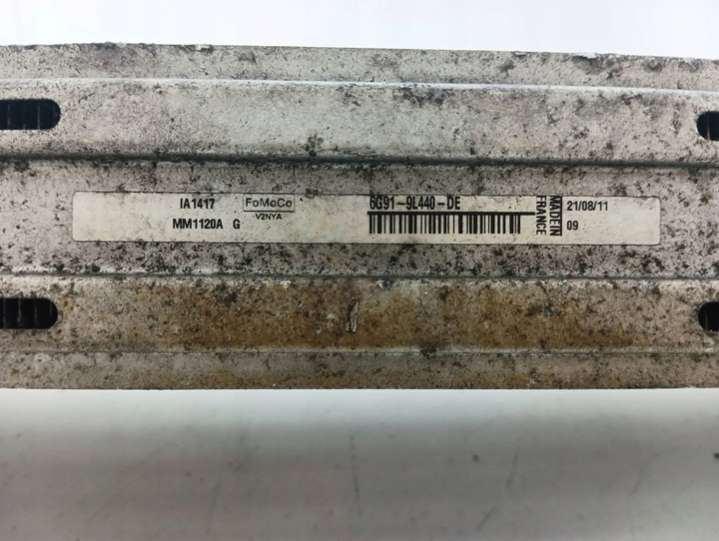 IA1417
MM1120A G
FoMoCo
V2NYA
6G91-9L440-DE
MADE IN
FRANCE
21/08/11
09